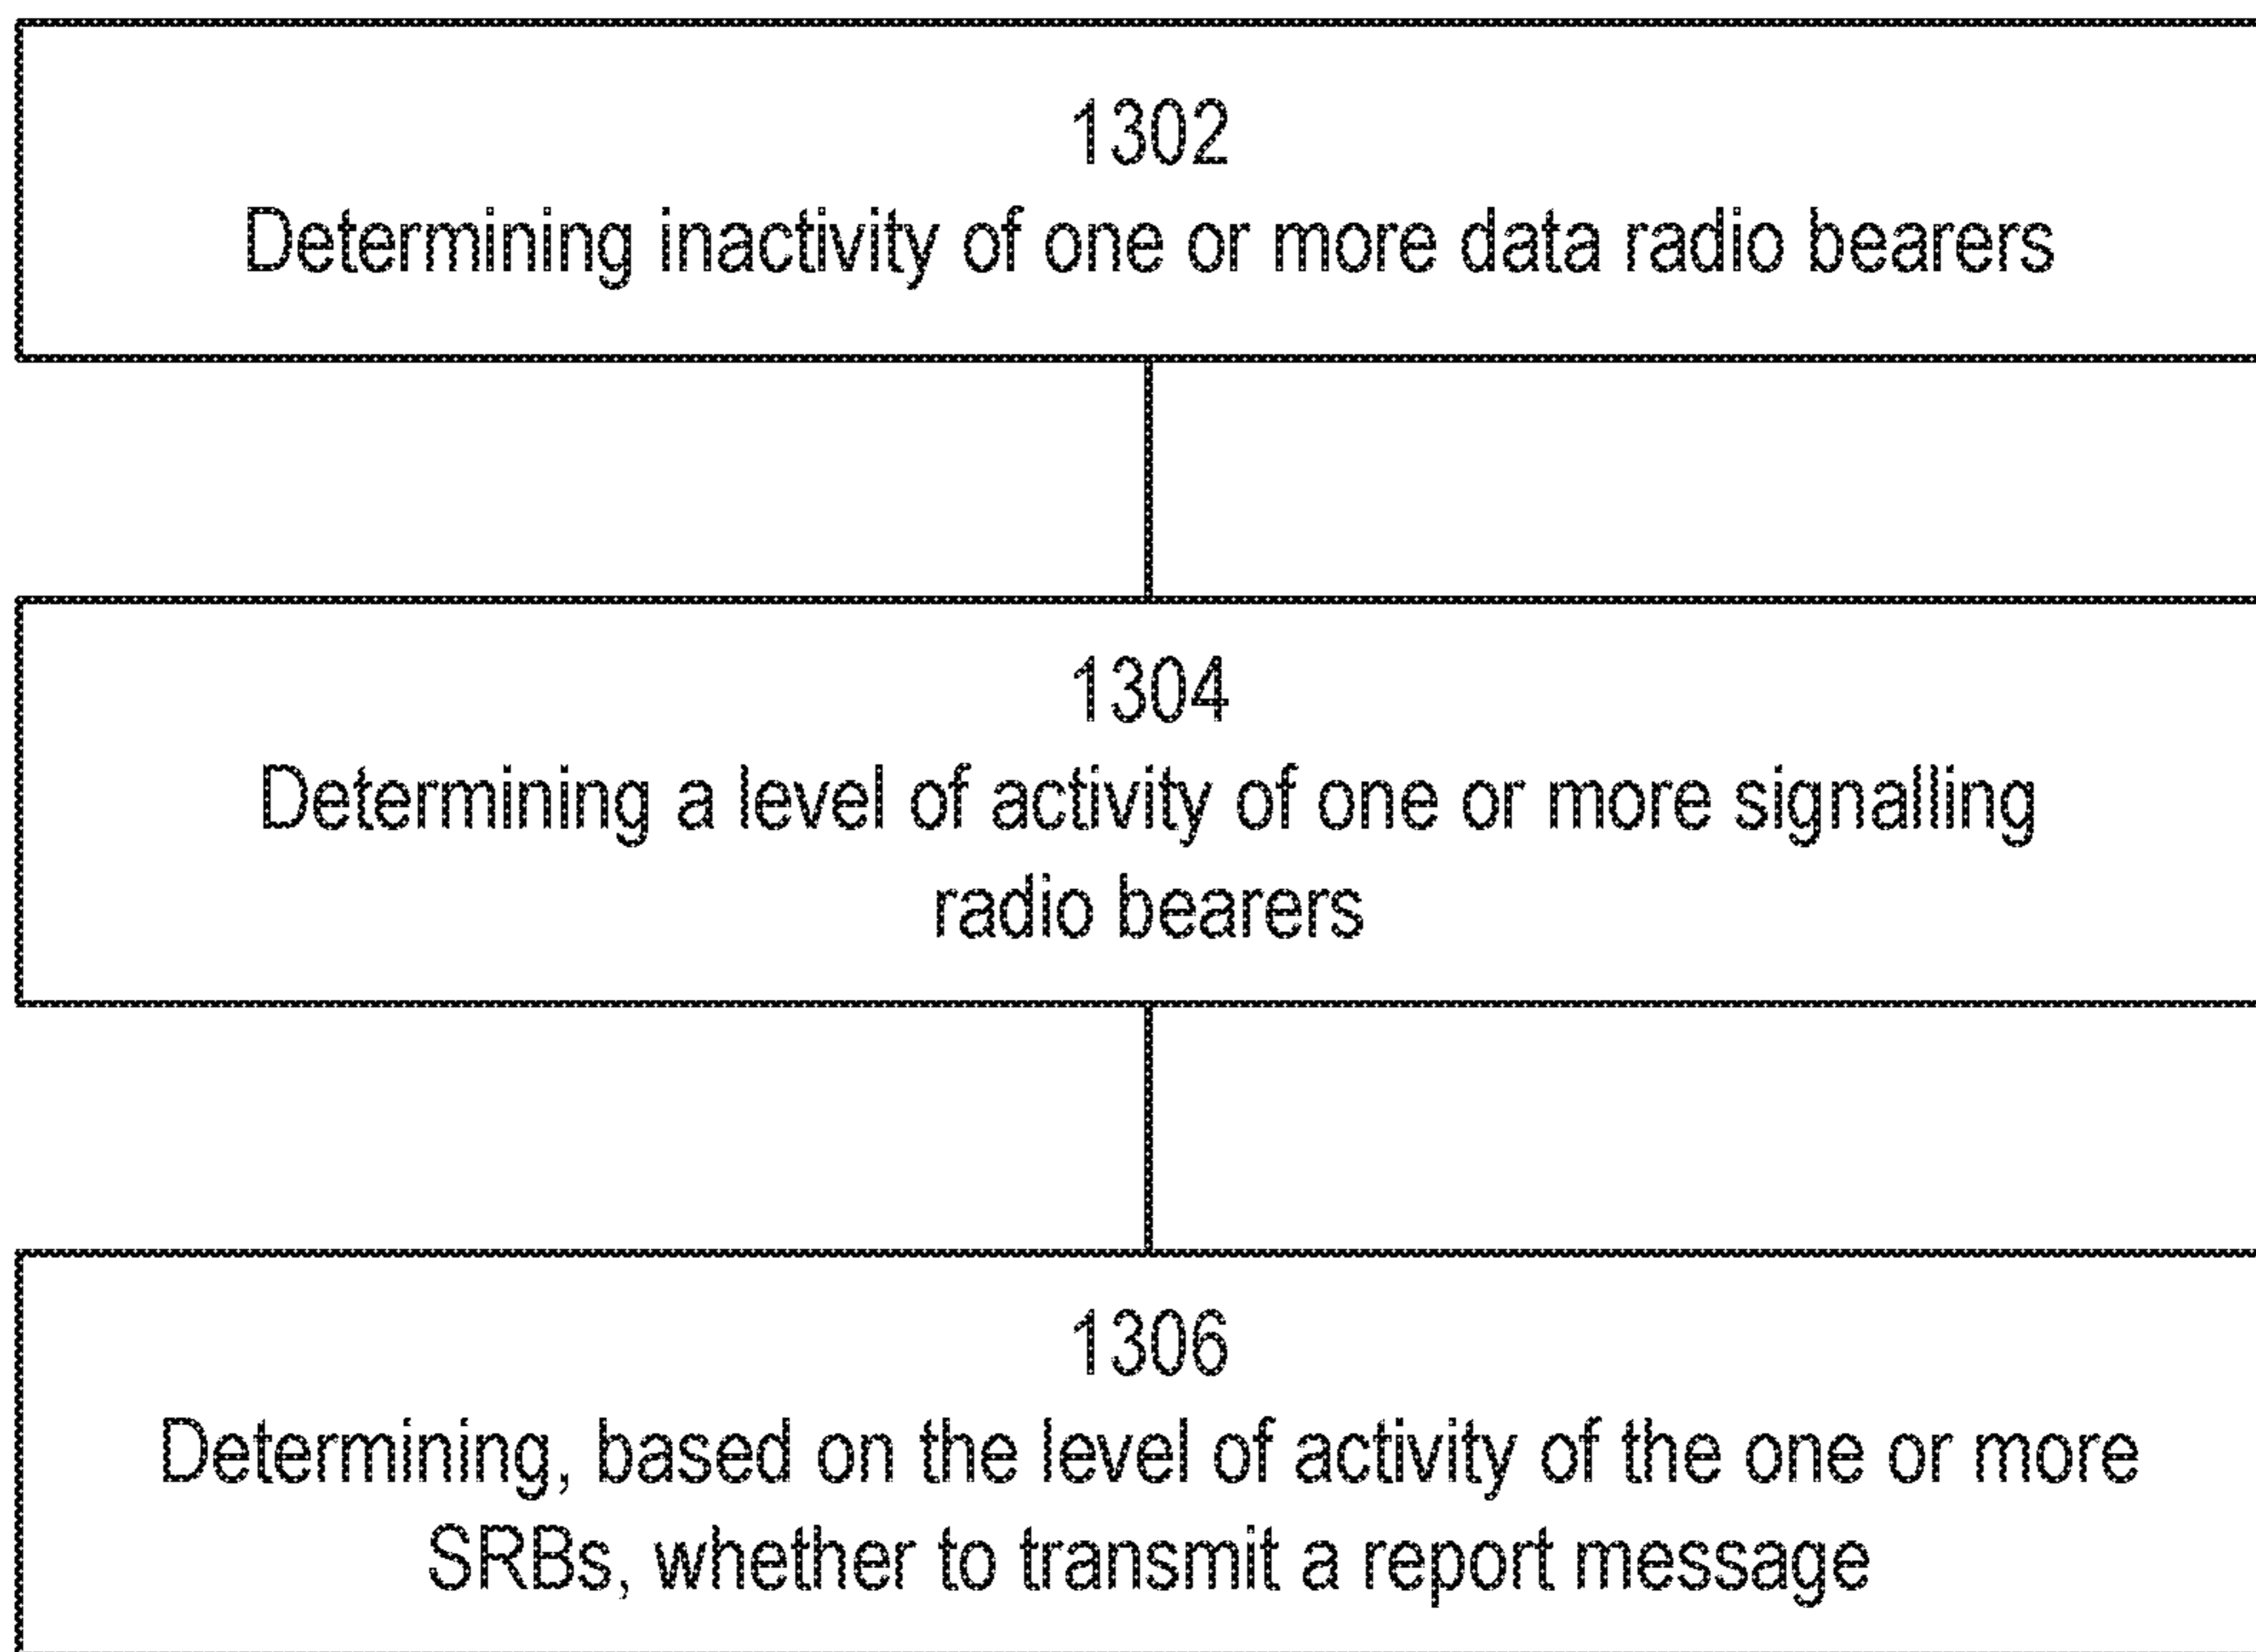 1302
Determining inactivity of one or more data radio bearers
1304
Determining a level of activity of one or more signalling
radio bearers
1306
Determining, based on the level of activity of the one or more
SRBs, whether to transmit a report message